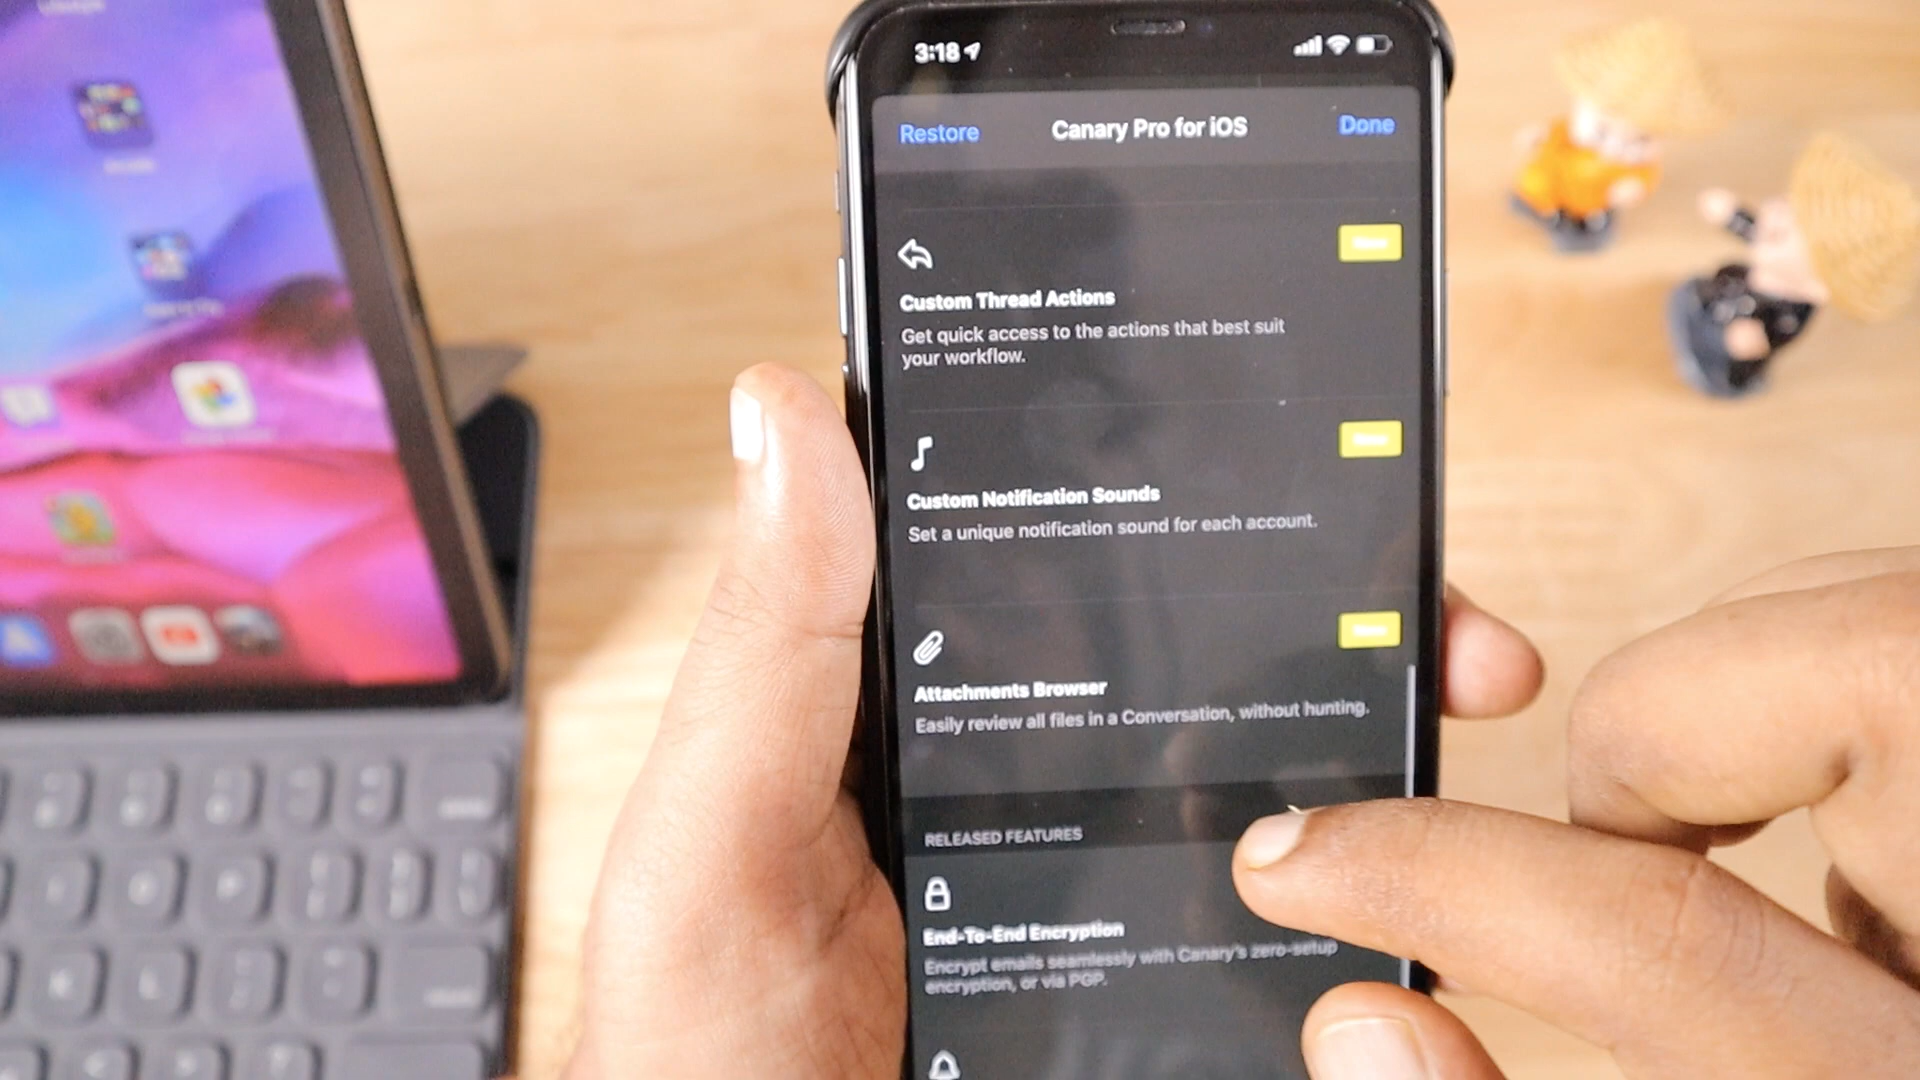 3:18
Restore
Canary Pro for iOS
Done
Custom Thread Actions
Get quick access to the actions that best suit
your workflow.
Custom Notification Sounds
Set a unique notification sound for each account.
Attachments Browser
Easily review all files in a Conversation, without hunting.
RELEASED FEATURES
End-To-End Encryption
Encrypt emails seamlessly with Canary's zero-setup
encryption, or via PGP.